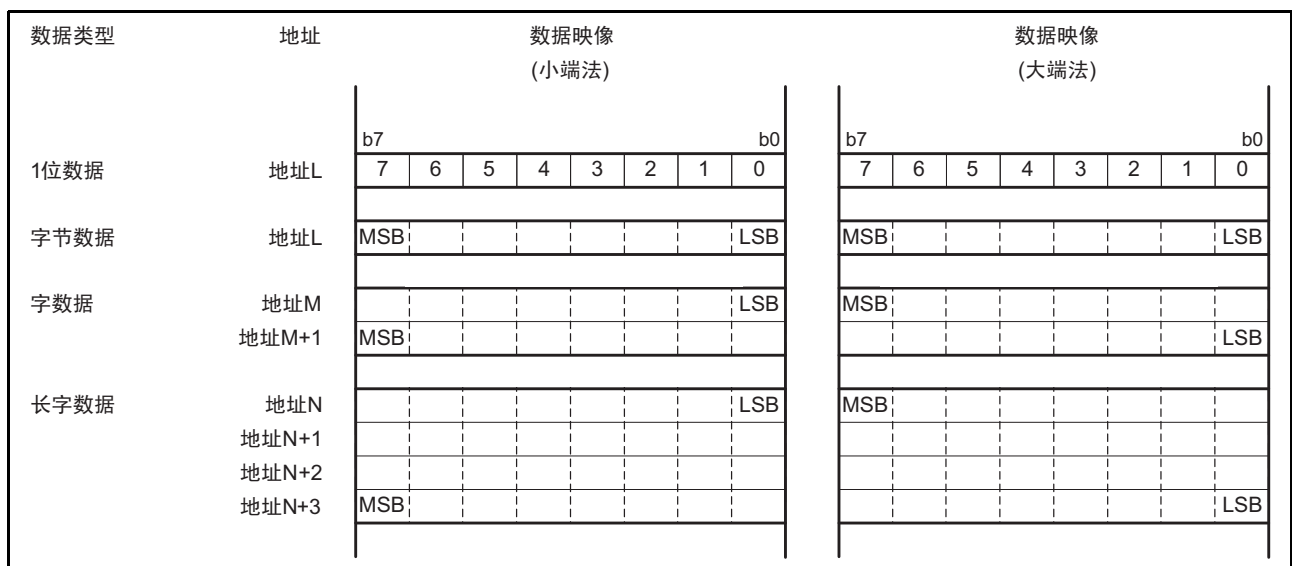 数据类型 地址 数据映像 数据映像
(小端法) (大端法)
b7 b0 b7 b0
1位数据 地址L 7 6 5 4 3 2 1 0 7 6 5 4 3 2 1 0
字节数据 地址L MSB LSB MSB LSB
字数据 地址M LSB MSB
地址M+1 MSB LSB
长字数据 地址N LSB MSB
地址N+1
地址N+2
地址N+3 MSB LSB